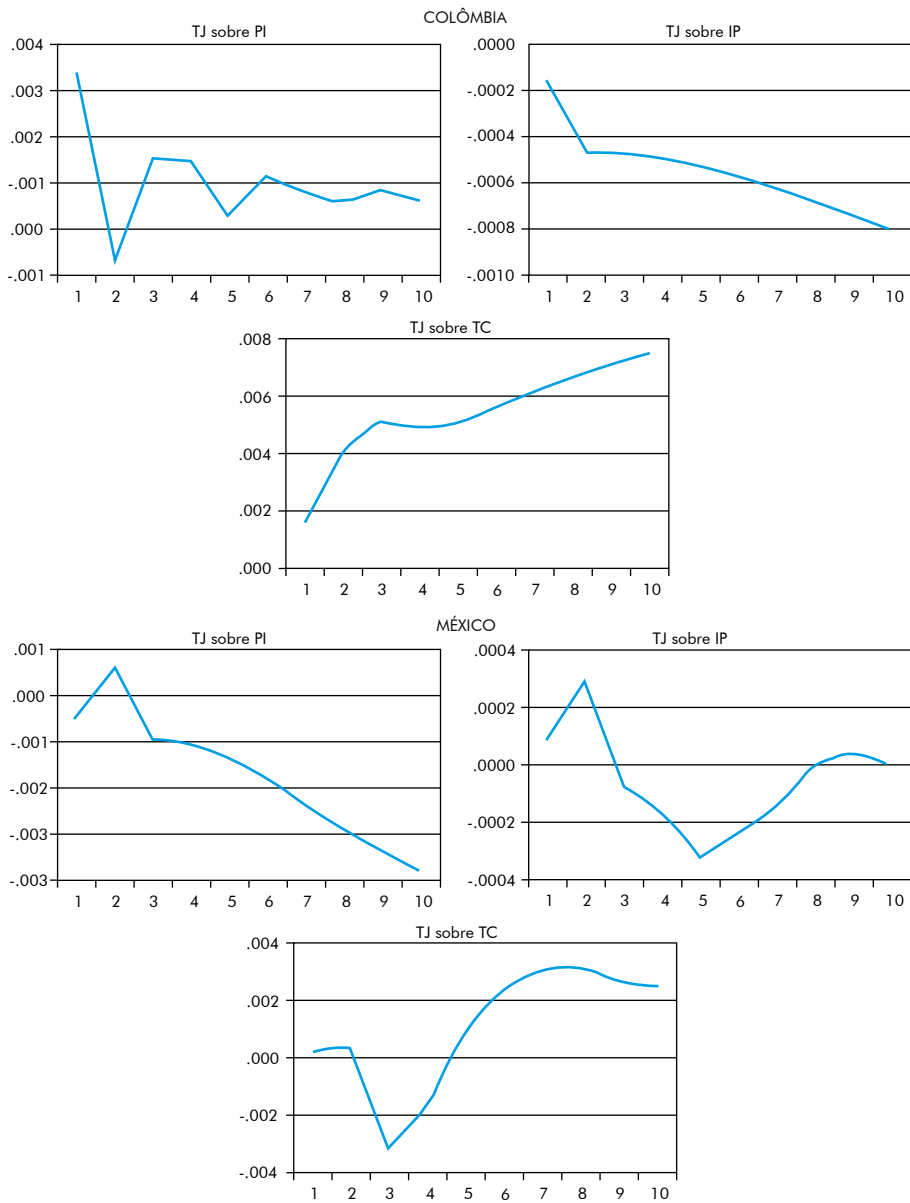 COLÔMBIA
TJ sobre PI
.004
.003
.002
-.001
.000
-.001
1 2 3 4 5 6 7 8 9 10
TJ sobre IP
.0000
-.0002
-.0004
-.0006
-.0008
-.0010
1 2 3 4 5 6 7 8 9 10
TJ sobre TC
.008
.006
.004
.002
.000
1 2 3 4 5 6 7 8 9 10
MÉXICO
TJ sobre PI
.001
.000
-.001
-.002
-.003
-.003
1 2 3 4 5 6 7 8 9 10
TJ sobre IP
.0004
.0002
.0000
-.0002
-.0004
1 2 3 4 5 6 7 8 9 10
TJ sobre TC
.004
.002
.000
-.002
-.004
1 2 3 4 5 6 7 8 9 10